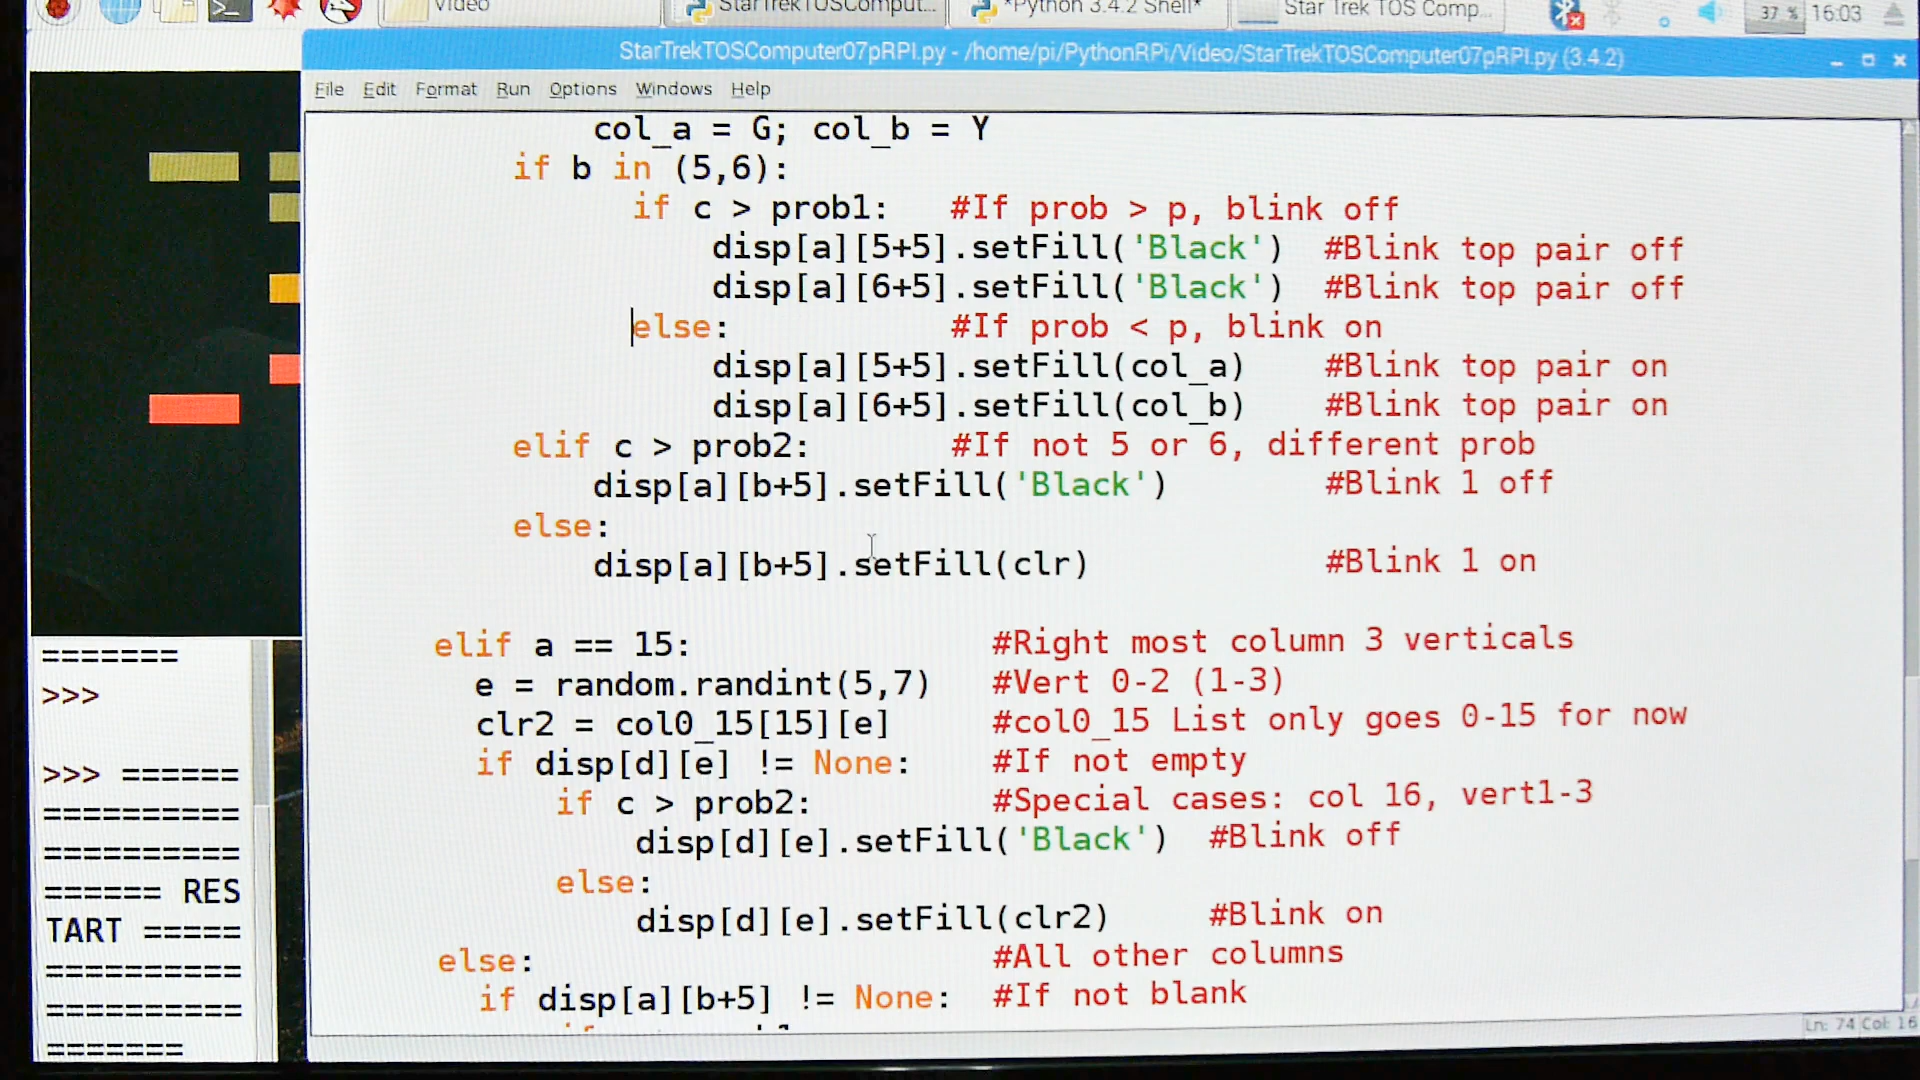 Video
StarTrekTOSComput...
*Python 3.4.2 Shell*
Star Trek TOS Comp...
37 %
16:03
StarTrekTOSComputer07pRPI.py - /home/pi/PythonRPi/Video/StarTrekTOSComputer07pRPI.py (3.4.2)
File Edit Format Run Options Windows Help
col_a = G; col_b = Y
if b in (5,6):
if c > prob1: #If prob > p, blink off
disp[a][5+5].setFill('Black') #Blink top pair off
disp[a][6+5].setFill('Black') #Blink top pair off
else: #If prob < p, blink on
disp[a][5+5].setFill(col_a) #Blink top pair on
disp[a][6+5].setFill(col_b) #Blink top pair on
elif c > prob2: #If not 5 or 6, different prob
disp[a][b+5].setFill('Black') #Blink 1 off
else:
disp[a][b+5].setFill(clr) #Blink 1 on
elif a == 15: #Right most column 3 verticals
e = random.randint(5,7) #Vert 0-2 (1-3)
clr2 = col0_15[15][e] #col0_15 List only goes 0-15 for now
if disp[d][e] != None: #If not empty
if c > prob2: #Special cases: col 16, vert1-3
disp[d][e].setFill('Black') #Blink off
else:
disp[d][e].setFill(clr2) #Blink on
else: #All other columns
if disp[a][b+5] != None: #If not blank
Ln: 74 Col: 16
=======
>>>
>>> ======
==========
==========
====== RES
TART =====
==========
==========
=======